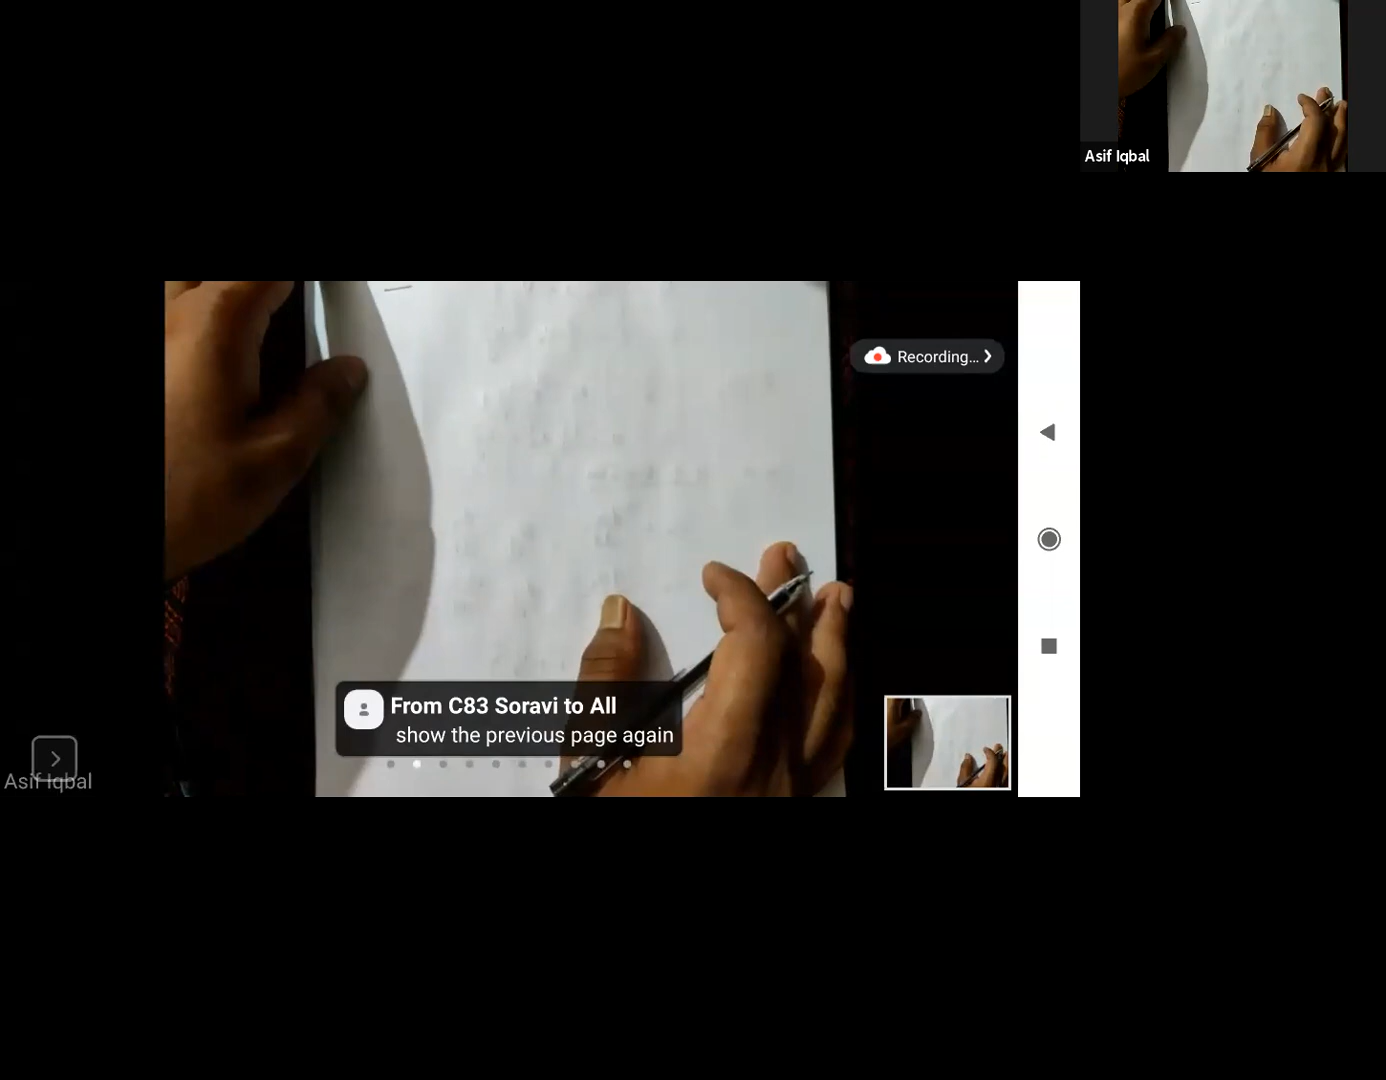 Asif Iqbal
Recording...
From C83 Soravi to All
show the previous page again
Asif Iqbal